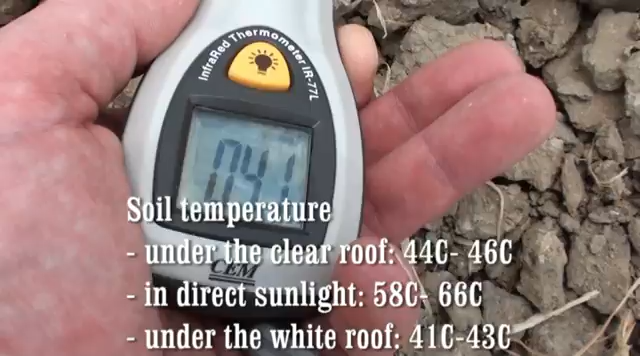 InfraRed Thermometer IR-77L
041
Soil temperature
- under the clear roof: 44C- 46C
CEM
- in direct sunlight: 58C- 66C
- under the white roof: 41C-43C